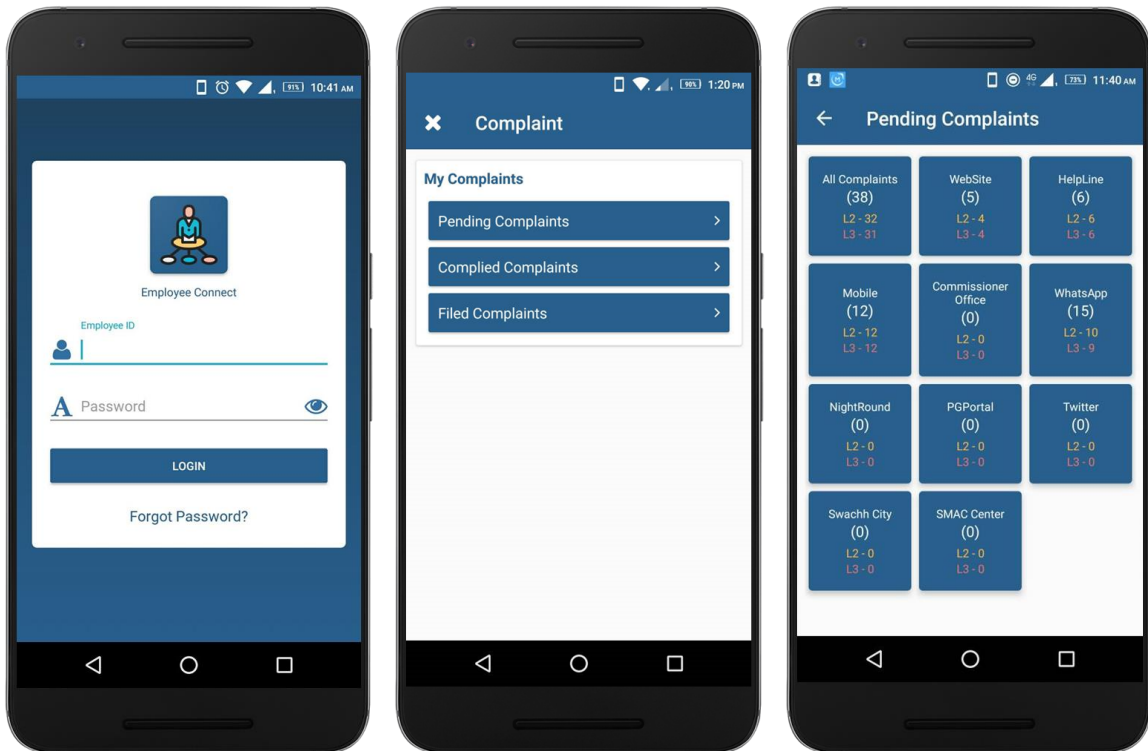 91% 10:41 AM
Employee Connect
Employee ID
A Password
LOGIN
Forgot Password?
90% 1:20 PM
Complaint
My Complaints
Pending Complaints
Complied Complaints
Filed Complaints
4G 73% 11:40 AM
Pending Complaints
All Complaints
(38)
L2 - 32
L3 - 31
WebSite
(5)
L2 - 4
L3 - 4
HelpLine
(6)
L2 - 6
L3 - 6
Mobile
(12)
L2 - 12
L3 - 12
Commissioner
Office
(0)
L2 - 0
L3 - 0
WhatsApp
(15)
L2 - 10
L3 - 9
NightRound
(0)
L2 - 0
L3 - 0
PGPortal
(0)
L2 - 0
L3 - 0
Twitter
(0)
L2 - 0
L3 - 0
Swachh City
(0)
L2 - 0
L3 - 0
SMAC Center
(0)
L2 - 0
L3 - 0